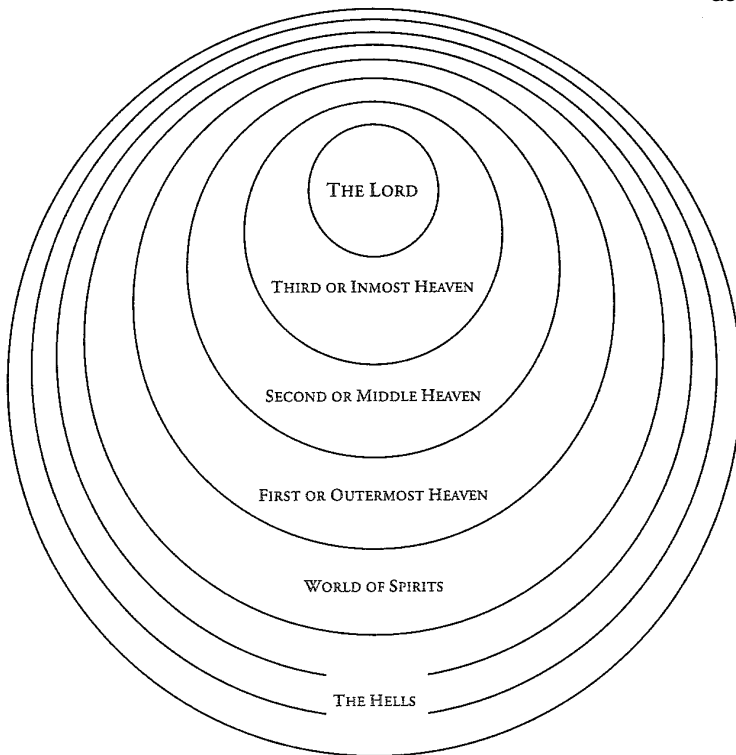 THE LORD
THIRD OR INMOST HEAVEN
SECOND OR MIDDLE HEAVEN
FIRST OR OUTERMOST HEAVEN
WORLD OF SPIRITS
THE HELLS